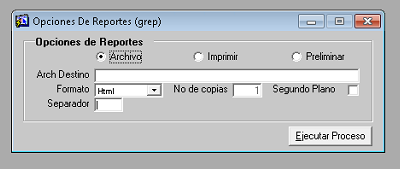 Opciones De Reportes (grep)
Opciones de Reportes
Archivo Imprimir Preliminar
Arch Destino
Formato Html No de copias 1 Segundo Plano
Separador
Ejecutar Proceso